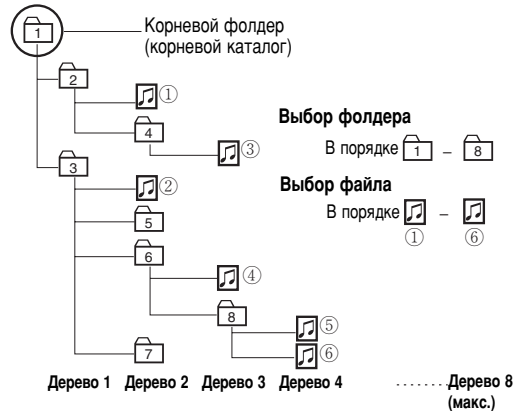 1
Корневой фолдер
(корневой каталог)
2
①
4
③
3
②
5
6
④
8
⑤
⑥
7
Выбор фолдера
В порядке 1 – 8
Выбор файла
В порядке –
① ⑥
Дерево 1 Дерево 2 Дерево 3 Дерево 4 ........Дерево 8
(макс.)